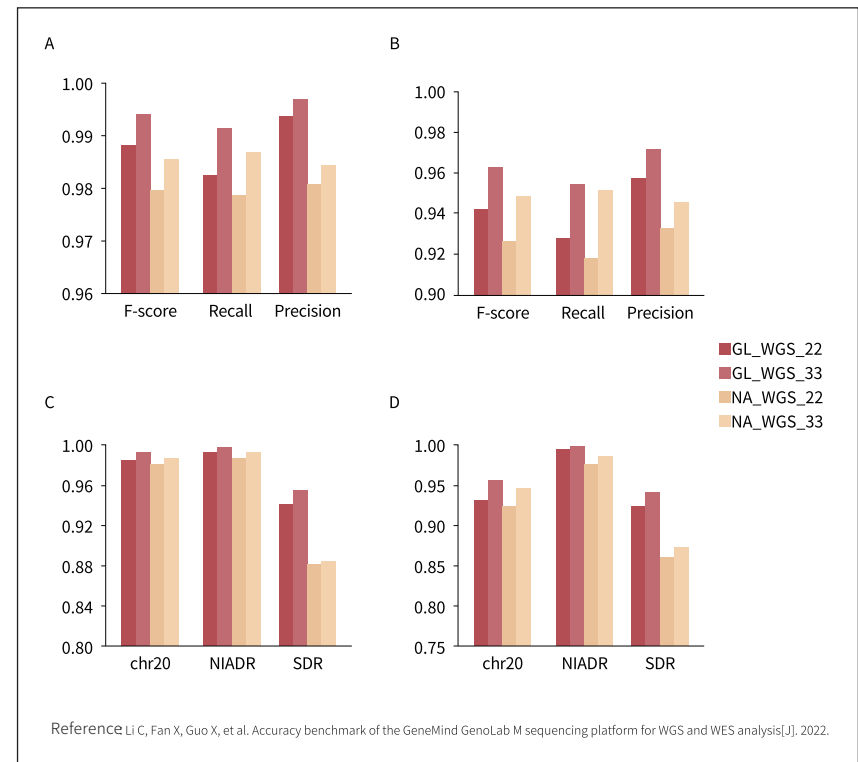 A
1.00
0.99
0.98
0.97
0.96
F-score Recall Precision
B
1.00
0.98
0.96
0.94
0.92
0.90
F-score Recall Precision
GL_WGS_22
GL_WGS_33
NA_WGS_22
NA_WGS_33
C
1.00
0.96
0.92
0.88
0.84
0.80
chr20 NIADR SDR
D
1.00
0.95
0.90
0.85
0.80
0.75
chr20 NIADR SDR
Reference: Li C, Fan X, Guo X, et al. Accuracy benchmark of the GeneMind GenoLab M sequencing platform for WGS and WES analysis[J]. 2022.